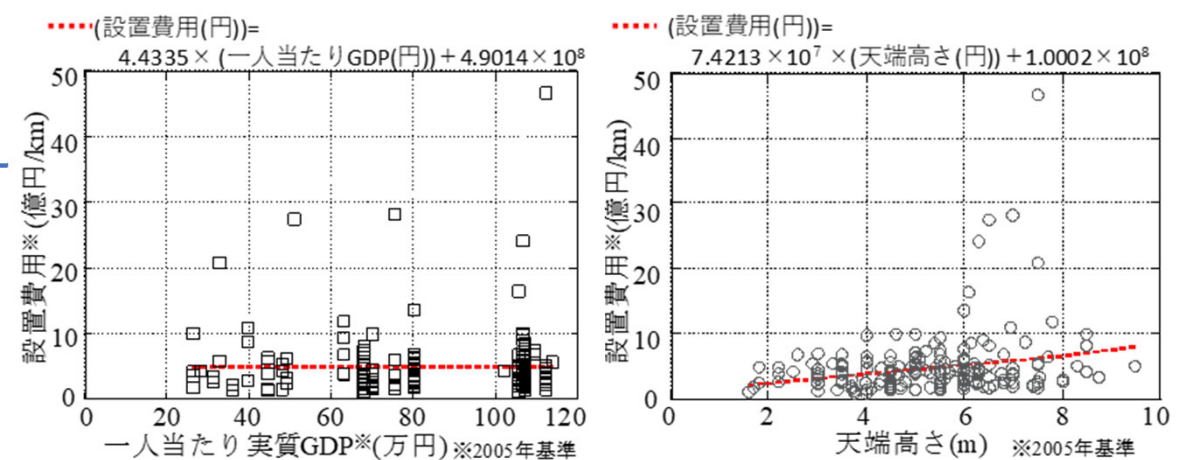 (設置費用(円))=
4.4335×(一人当たりGDP(円))+4.9014×10⁸
50
40
30
20
10
0
設置費用※(億円/km)
0 20 40 60 80 100 120
一人当たり実質GDP※(万円)※2005年基準
(設置費用(円))=
7.4213×10⁷×(天端高さ(円))+1.0002×10⁸
50
40
30
20
10
0
設置費用※(億円/km)
0 2 4 6 8 10
天端高さ(m) ※2005年基準